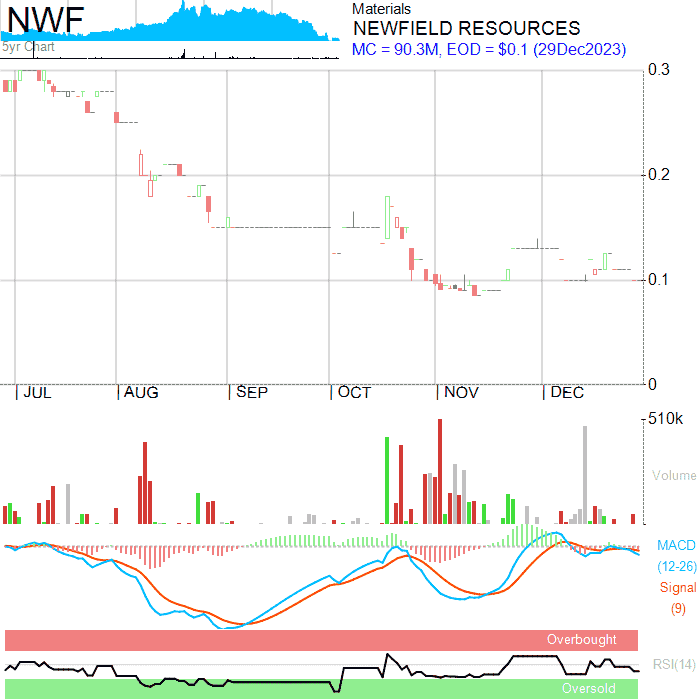 NWF
5yr Chart
Materials
NEWFIELD RESOURCES
MC = 90.3M, EOD = $0.1 (29Dec2023)
0.3
0.2
0.1
0
| JUL | AUG | SEP | OCT | NOV | DEC
510k
Volume
MACD
(12-26)
Signal
(9)
Overbought
RSI(14)
Oversold